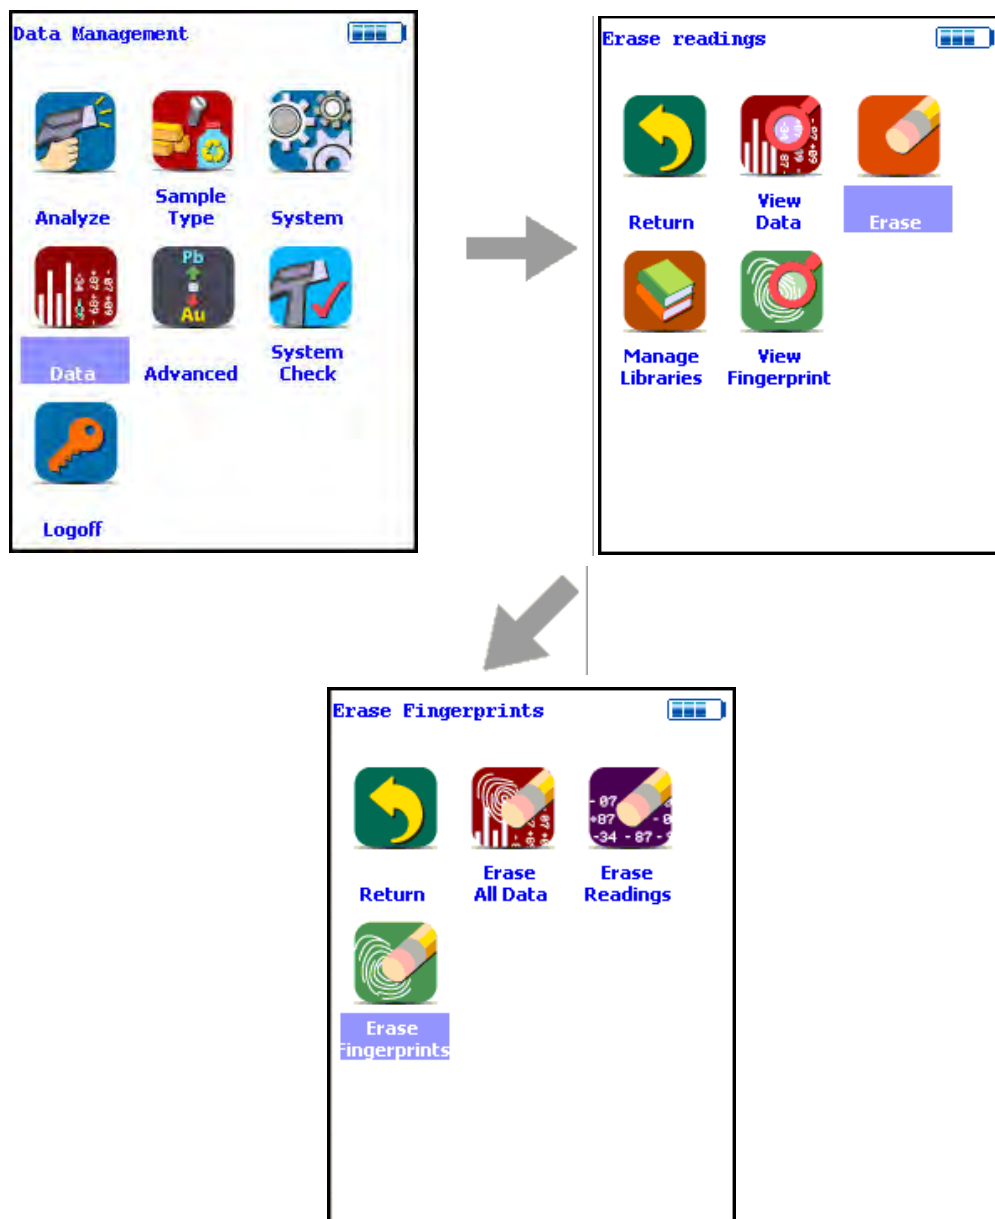 Data Management
Analyze
Sample
Type
System
Data
Pb
Au
Advanced
System
Check
Logoff
Erase readings
Return
View
Data
Erase
Manage
Libraries
View
Fingerprint
Erase Fingerprints
Return
Erase
All Data
Erase
Readings
Erase
Fingerprints